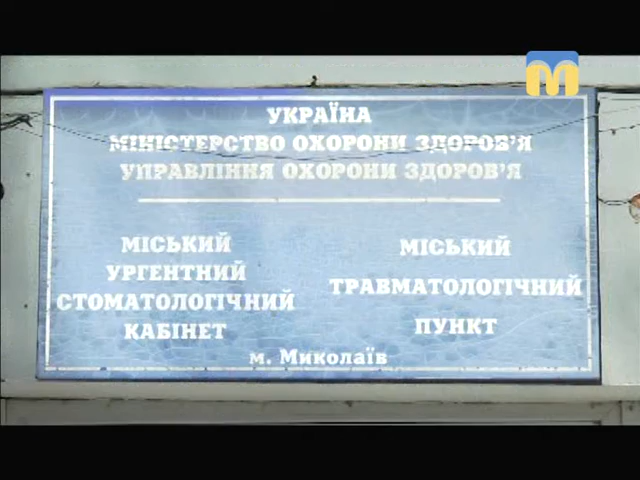 M
УКРАЇНА
МІНІСТЕРСТВО ОХОРОНИ ЗДОРОВ'Я
УПРАВЛІННЯ ОХОРОНИ ЗДОРОВ'Я
МІСЬКИЙ
УРГЕНТНИЙ
СТОМАТОЛОГІЧНИЙ
КАБІНЕТ
МІСЬКИЙ
ТРАВМАТОЛОГІЧНИЙ
ПУНКТ
м. Миколаїв